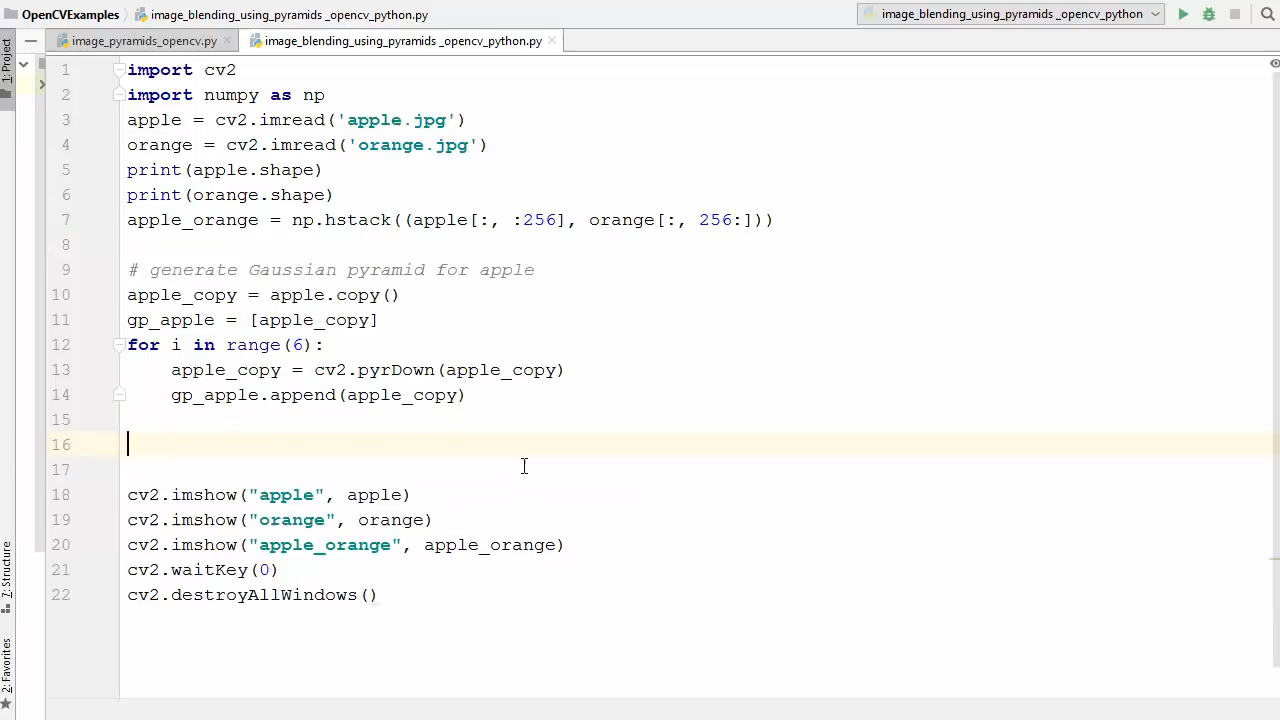 OpenCVExamples image_blending_using_pyramids _opencv_python.py image_blending_using_pyramids _opencv_python
image_pyramids_opencv.py image_blending_using_pyramids _opencv_python.py
1: Project
1 import cv2
2 import numpy as np
3 apple = cv2.imread('apple.jpg')
4 orange = cv2.imread('orange.jpg')
5 print(apple.shape)
6 print(orange.shape)
7 apple_orange = np.hstack((apple[:, :256], orange[:, 256:]))
8
9 # generate Gaussian pyramid for apple
10 apple_copy = apple.copy()
11 gp_apple = [apple_copy]
12 for i in range(6):
13 apple_copy = cv2.pyrDown(apple_copy)
14 gp_apple.append(apple_copy)
15
16
17
18 cv2.imshow("apple", apple)
19 cv2.imshow("orange", orange)
20 cv2.imshow("apple_orange", apple_orange)
21 cv2.waitKey(0)
22 cv2.destroyAllWindows()
7: Structure
2: Favorites